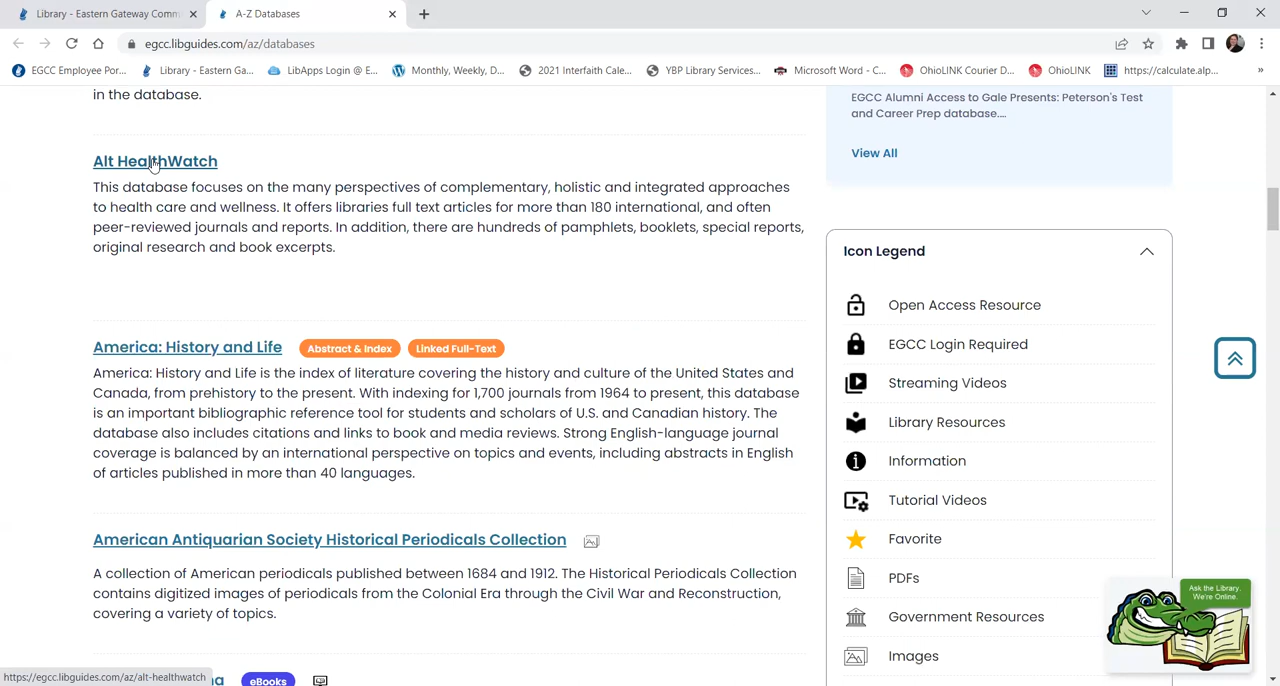 Library - Eastern Gateway Comm
A-Z Databases
egcc.libguides.com/az/databases
EGCC Employee Por...
Library - Eastern Ga...
LibApps Login @ E...
Monthly, Weekly, D...
2021 Interfaith Cale...
YBP Library Services...
Microsoft Word - C...
OhioLINK Courier D...
OhioLINK
https://calculate.alp...
»
in the database.
Alt HealthWatch
This database focuses on the many perspectives of complementary, holistic and integrated approaches
to health care and wellness. It offers libraries full text articles for more than 180 international, and often
peer-reviewed journals and reports. In addition, there are hundreds of pamphlets, booklets, special reports,
original research and book excerpts.
America: History and Life Abstract & Index Linked Full-Text
America: History and Life is the index of literature covering the history and culture of the United States and
Canada, from prehistory to the present. With indexing for 1,700 journals from 1964 to present, this database
is an important bibliographic reference tool for students and scholars of U.S. and Canadian history. The
database also includes citations and links to book and media reviews. Strong English-language journal
coverage is balanced by an international perspective on topics and events, including abstracts in English
of articles published in more than 40 languages.
American Antiquarian Society Historical Periodicals Collection
A collection of American periodicals published between 1684 and 1912. The Historical Periodicals Collection
contains digitized images of periodicals from the Colonial Era through the Civil War and Reconstruction,
covering a variety of topics.
eBooks
https://egcc.libguides.com/az/alt-healthwatch
EGCC Alumni Access to Gale Presents: Peterson's Test
and Career Prep database....
View All
Icon Legend
Open Access Resource
EGCC Login Required
Streaming Videos
Library Resources
Information
Tutorial Videos
Favorite
PDFs
Government Resources
Images
Ask the Library.
We're Online.